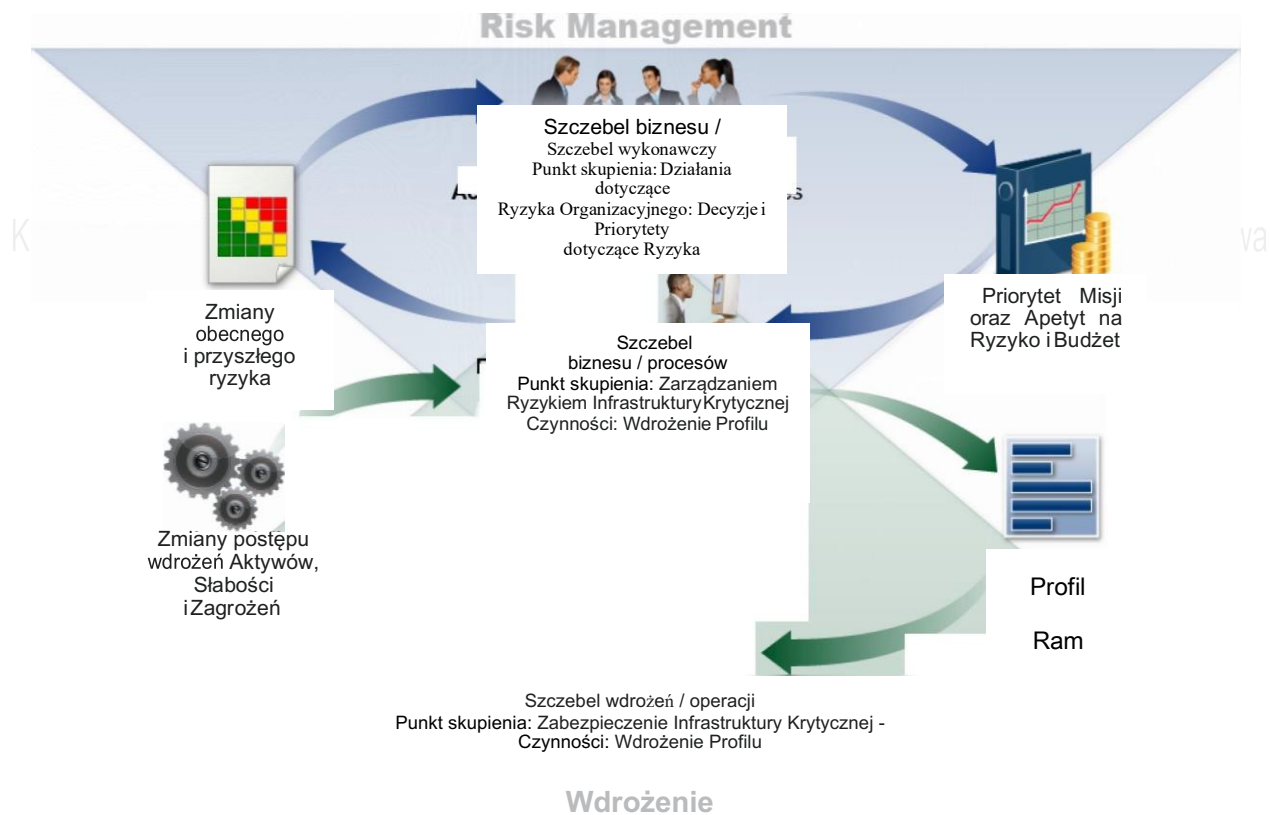 Risk Management
Szczebel biznesu /
Szczebel wykonawczy
Punkt skupienia: Działania
dotyczące
Ryzyka Organizacyjnego: Decyzje i
Priorytety
dotyczące Ryzyka
Zmiany
obecnego
i przyszłego
ryzyka
Priorytet Misji
oraz Apetyt na
Ryzyko i Budżet
Szczebel
biznesu / procesów
Punkt skupienia: Zarządzaniem
Ryzykiem Infrastruktury Krytycznej
Czynności: Wdrożenie Profilu
Zmiany postępu
wdrożeń Aktywów,
Słabości
i Zagrożeń
Profil
Ram
Szczebel wdrożeń / operacji
Punkt skupienia: Zabezpieczenie Infrastruktury Krytycznej -
Czynności: Wdrożenie Profilu
Wdrożenie